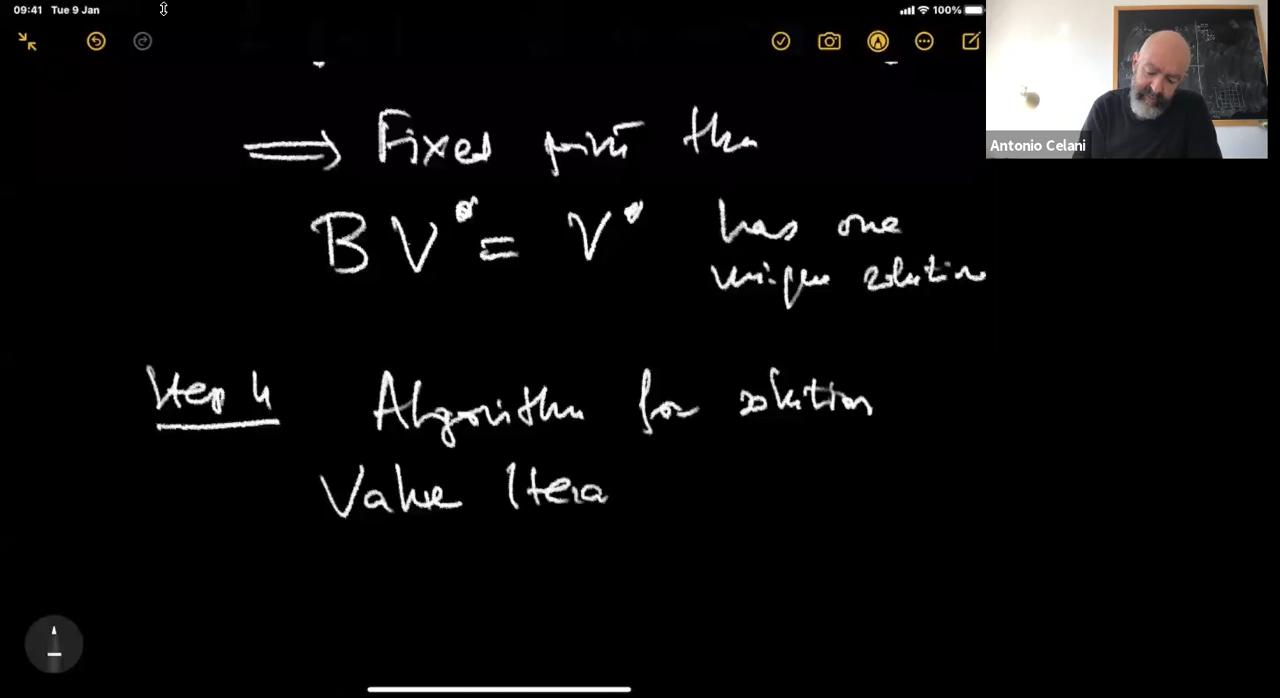 09:41 Tue 9 Jan
100%
Antonio Celani
⟹ Fixed point thm
B V* = V* has one
unique solution
Step 4 Algorithm for solution
Value Itera